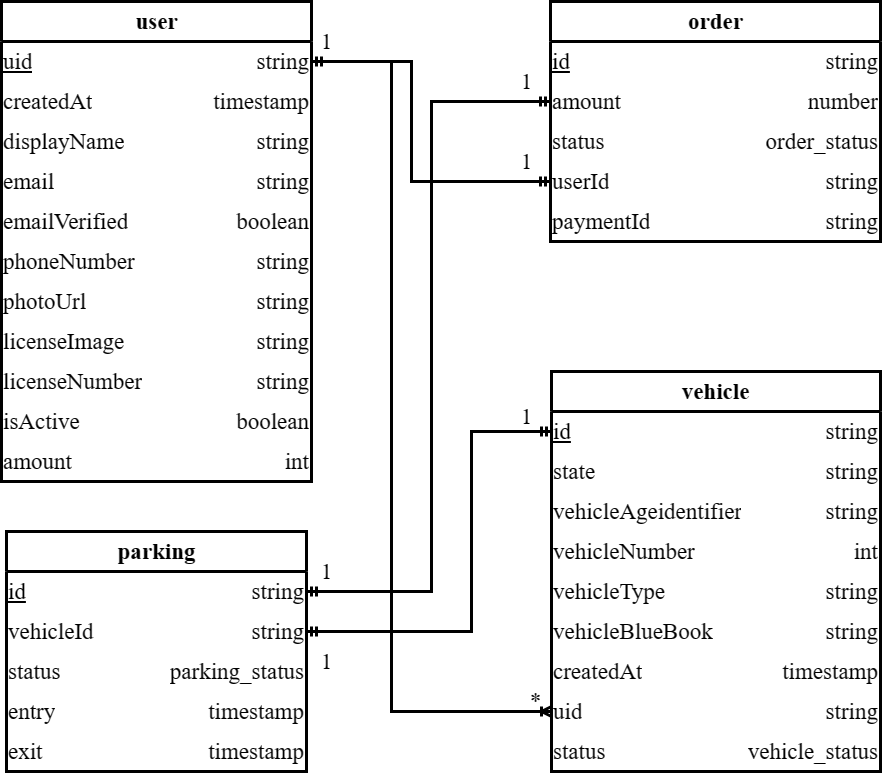 user
uid string
createdAt timestamp
displayName string
email string
emailVerified boolean
phoneNumber string
photoUrl string
licenseImage string
licenseNumber string
isActive boolean
amount int
1
order
id string
amount number
status order_status
userId string
paymentId string
1
1
parking
id string
vehicleId string
status parking_status
entry timestamp
exit timestamp
1
1
vehicle
id string
state string
vehicleAgeidentifier string
vehicleNumber int
vehicleType string
vehicleBlueBook string
createdAt timestamp
uid string
status vehicle_status
1
*